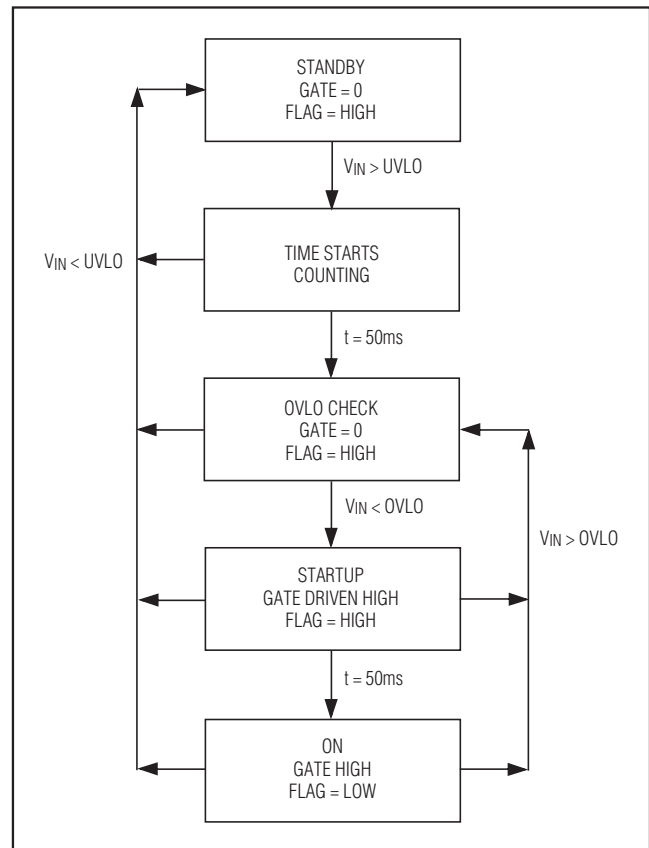 STANDBY
GATE = 0
FLAG = HIGH
VIN > UVLO
VIN < UVLO
TIME STARTS
COUNTING
t = 50ms
OVLO CHECK
GATE = 0
FLAG = HIGH
VIN < OVLO
VIN > OVLO
STARTUP
GATE DRIVEN HIGH
FLAG = HIGH
t = 50ms
ON
GATE HIGH
FLAG = LOW